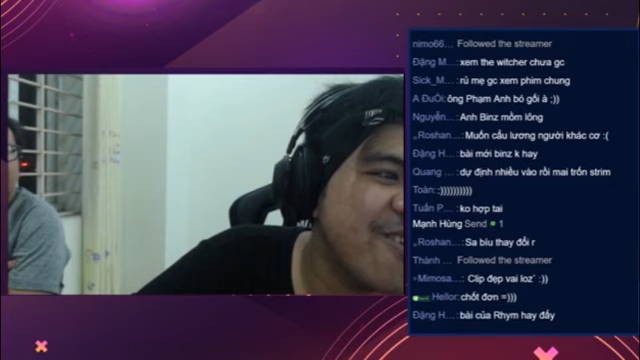 nimo66... Followed the streamer
Đặng M...: xem the witcher chưa gc
Sick_M...: rủ mẹ gc xem phim chung
A ĐuÔi: ông Phạm Anh bó gối à ;))
Nguyễn...: Anh Binz mồm lông
„Roshan...: Muốn cẩu lương người khác cơ :(
Đặng H...: bài mới binz k hay
Quang ...: dự định nhiều vào rồi mai trốn strim
Toàn: :))))))))))
Tuấn P...: ko hợp tai
Mạnh Hùng Send 1
„Roshan...: Sa bíu thay đổi r
Thành ... Followed the streamer
Mimosa...: Clip đẹp vai loz` :))
Hellor: chốt đơn =)))
Đặng H...: bài của Rhym hay đấy